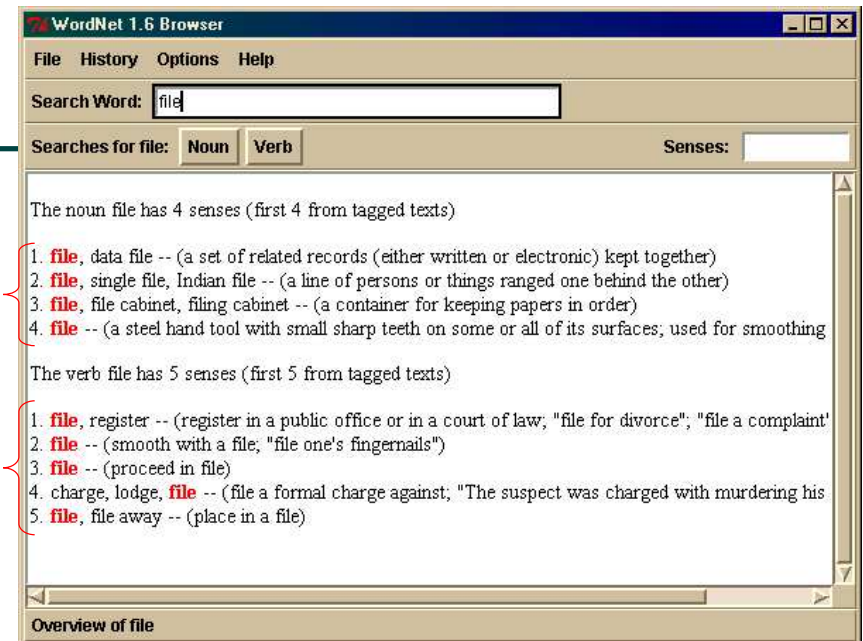 WordNet 1.6 Browser
File History Options Help
Search Word: file
Searches for file: Noun Verb Senses:
The noun file has 4 senses (first 4 from tagged texts)
1. file, data file -- (a set of related records (either written or electronic) kept together)
2. file, single file, Indian file -- (a line of persons or things ranged one behind the other)
3. file, file cabinet, filing cabinet -- (a container for keeping papers in order)
4. file -- (a steel hand tool with small sharp teeth on some or all of its surfaces; used for smoothing
The verb file has 5 senses (first 5 from tagged texts)
1. file, register -- (register in a public office or in a court of law; "file for divorce"; "file a complaint"
2. file -- (smooth with a file; "file one's fingernails")
3. file -- (proceed in file)
4. charge, lodge, file -- (file a formal charge against; "The suspect was charged with murdering his
5. file, file away -- (place in a file)
Overview of file